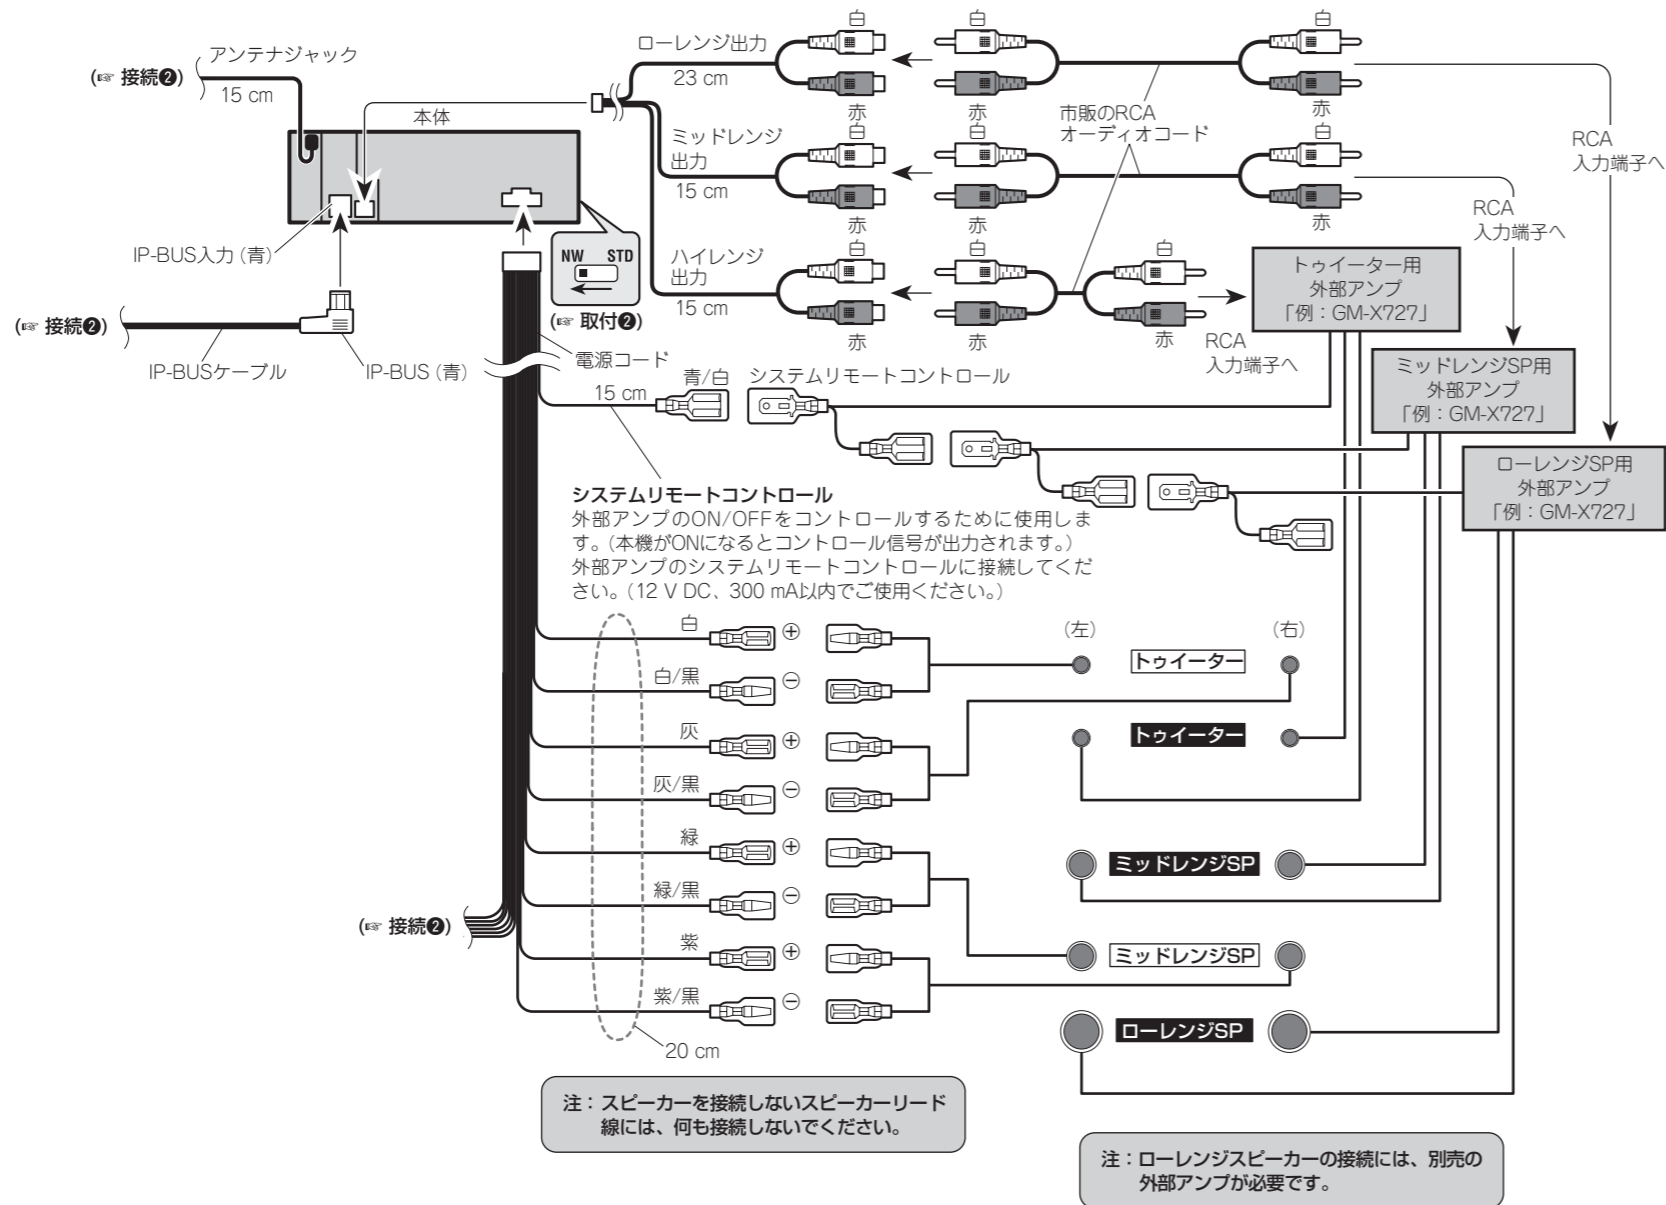 アンテナジャック
(☞ 接続❷)
15 cm
本体
IP-BUS入力（青）
NW STD
(☞ 取付❷)
(☞ 接続❷)
IP-BUSケーブル
IP-BUS（青）
ローレンジ出力
23 cm
白
赤
白
赤
白
赤
ミッドレンジ
出力
15 cm
白
赤
白
赤
白
赤
ハイレンジ
出力
15 cm
白
赤
白
赤
白
赤
市販のRCA
オーディオコード
RCA
入力端子へ
RCA
入力端子へ
RCA
入力端子へ
トゥイーター用
外部アンプ
「例：GM-X727」
ミッドレンジSP用
外部アンプ
「例：GM-X727」
ローレンジSP用
外部アンプ
「例：GM-X727」
電源コード
15 cm
青/白
システムリモートコントロール
システムリモートコントロール
外部アンプのON/OFFをコントロールするために使用しま
す。（本機がONになるとコントロール信号が出力されます。）
外部アンプのシステムリモートコントロールに接続してくだ
さい。（12 V DC、300 mA以内でご使用ください。）
白 ⊕
白/黒 ⊖
灰 ⊕
灰/黒 ⊖
緑 ⊕
緑/黒 ⊖
紫 ⊕
紫/黒 ⊖
20 cm
(☞ 接続❷)
（左） （右）
トゥイーター
トゥイーター
ミッドレンジSP
ミッドレンジSP
ローレンジSP
注：スピーカーを接続しないスピーカーリード
線には、何も接続しないでください。
注：ローレンジスピーカーの接続には、別売の
外部アンプが必要です。